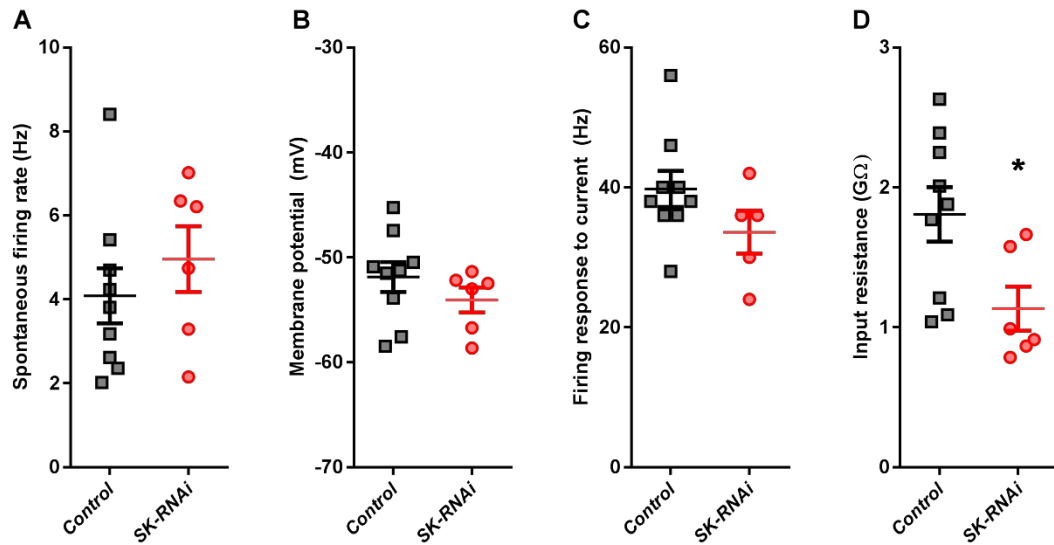 A
Spontaneous firing rate (Hz)
10
8
6
4
2
0
Control
SK-RNAi
B
Membrane potential (mV)
-30
-40
-50
-60
-70
Control
SK-RNAi
C
Firing response to current (Hz)
60
40
20
0
Control
SK-RNAi
D
Input resistance (GΩ)
3
2
1
0
*
Control
SK-RNAi